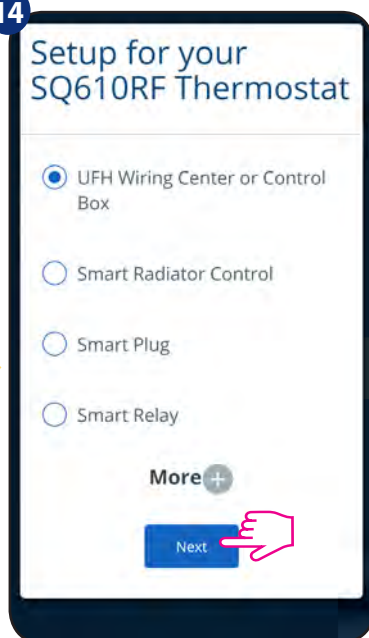 14
Setup for your
SQ610RF Thermostat
UFH Wiring Center or Control
Box
Smart Radiator Control
Smart Plug
Smart Relay
More +
Next